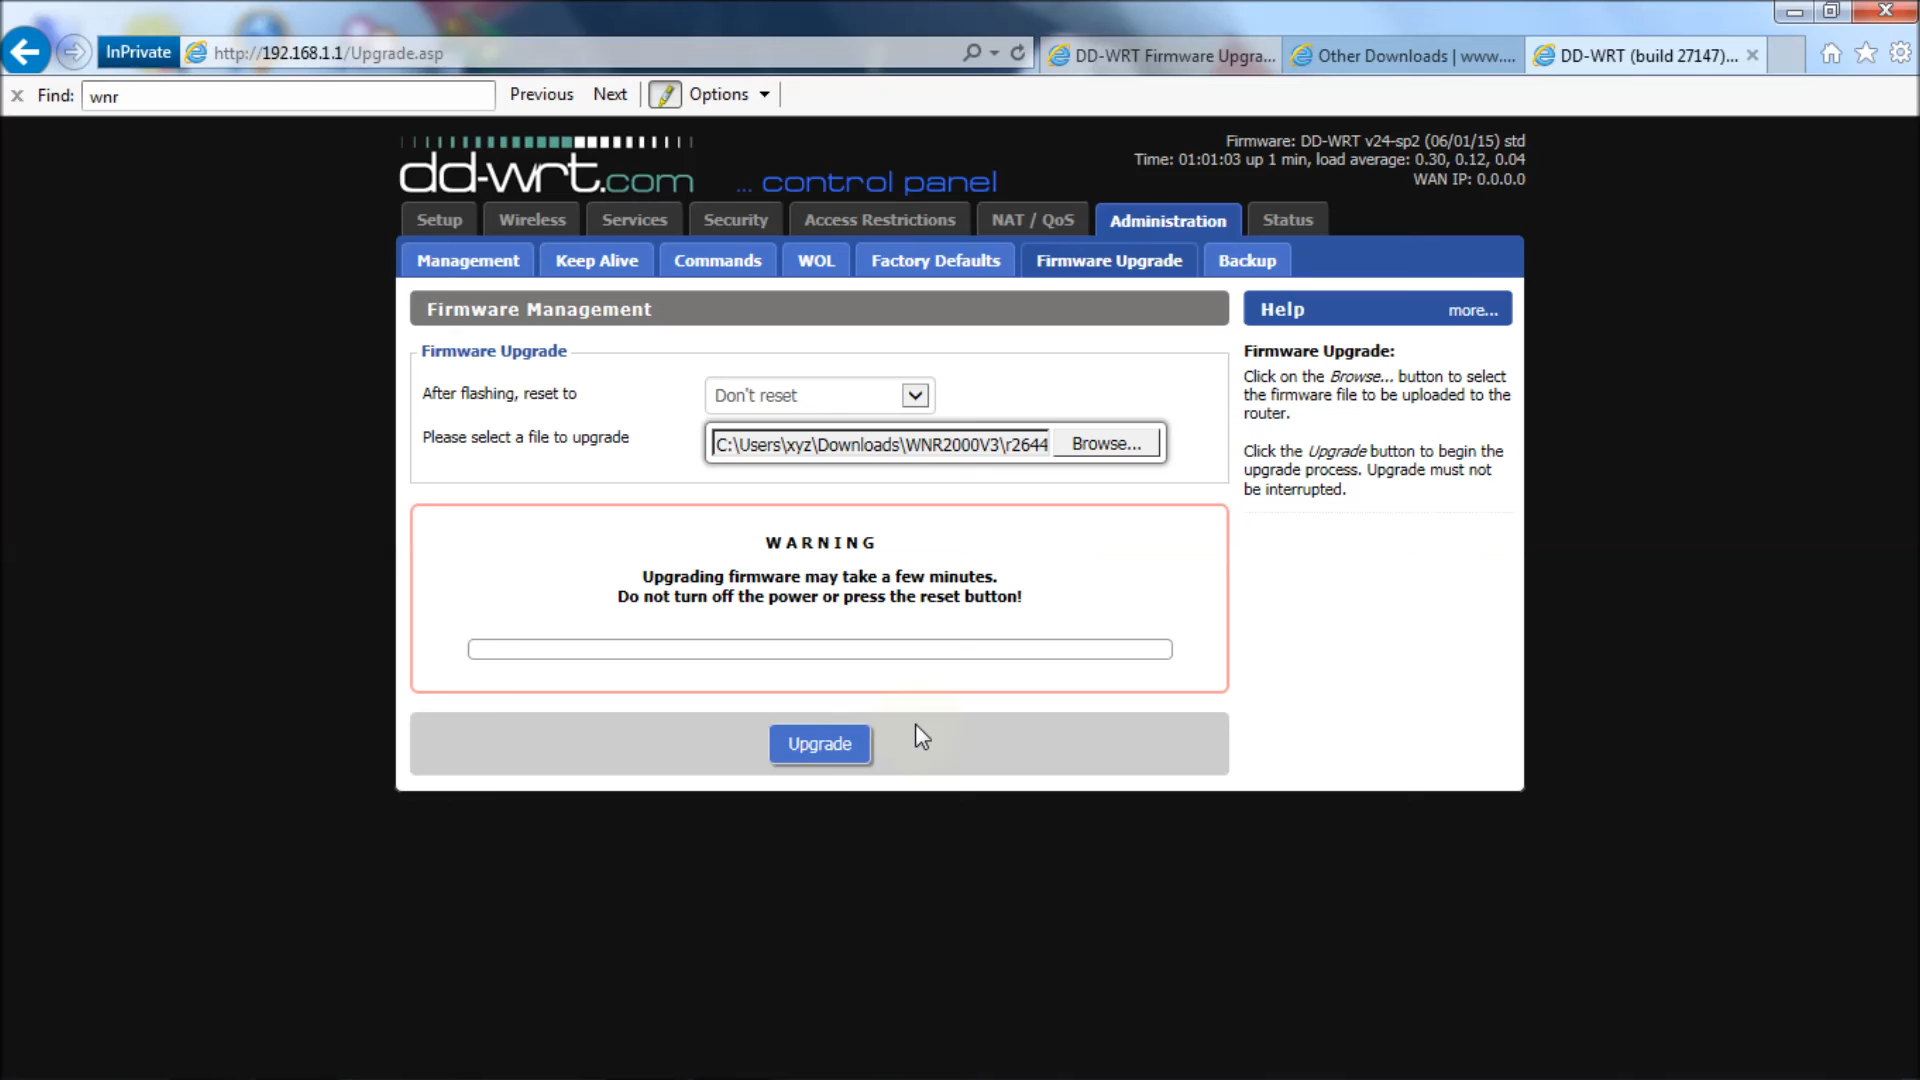 InPrivate
http://192.168.1.1/Upgrade.asp
DD-WRT Firmware Upgra...
Other Downloads | www....
DD-WRT (build 27147)...
Find:
wnr
Previous
Next
Options
dd-wrt.com
... control panel
Firmware: DD-WRT v24-sp2 (06/01/15) std
Time: 01:01:03 up 1 min, load average: 0.30, 0.12, 0.04
WAN IP: 0.0.0.0
Setup
Wireless
Services
Security
Access Restrictions
NAT / QoS
Administration
Status
Management
Keep Alive
Commands
WOL
Factory Defaults
Firmware Upgrade
Backup
Firmware Management
Firmware Upgrade
After flashing, reset to
Don't reset
Please select a file to upgrade
C:\Users\xyz\Downloads\WNR2000V3\r2644
Browse...
W A R N I N G
Upgrading firmware may take a few minutes.
Do not turn off the power or press the reset button!
Upgrade
Help
more...
Firmware Upgrade:
Click on the Browse... button to select
the firmware file to be uploaded to the
router.
Click the Upgrade button to begin the
upgrade process. Upgrade must not
be interrupted.